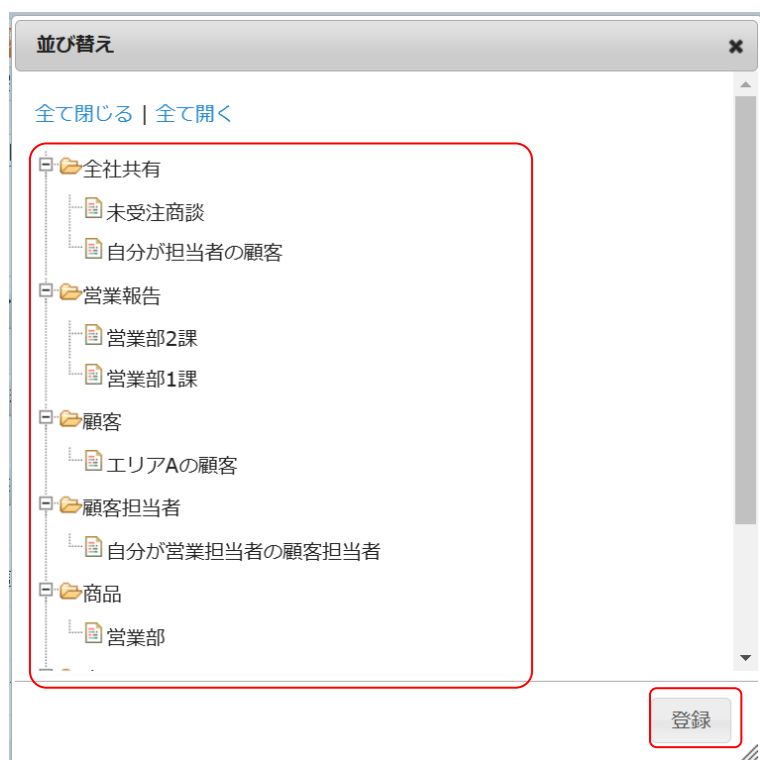 並び替え
全て閉じる | 全て開く
全社共有
未受注商談
自分が担当者の顧客
営業報告
営業部2課
営業部1課
顧客
エリアAの顧客
顧客担当者
自分が営業担当者の顧客担当者
商品
営業部
登録